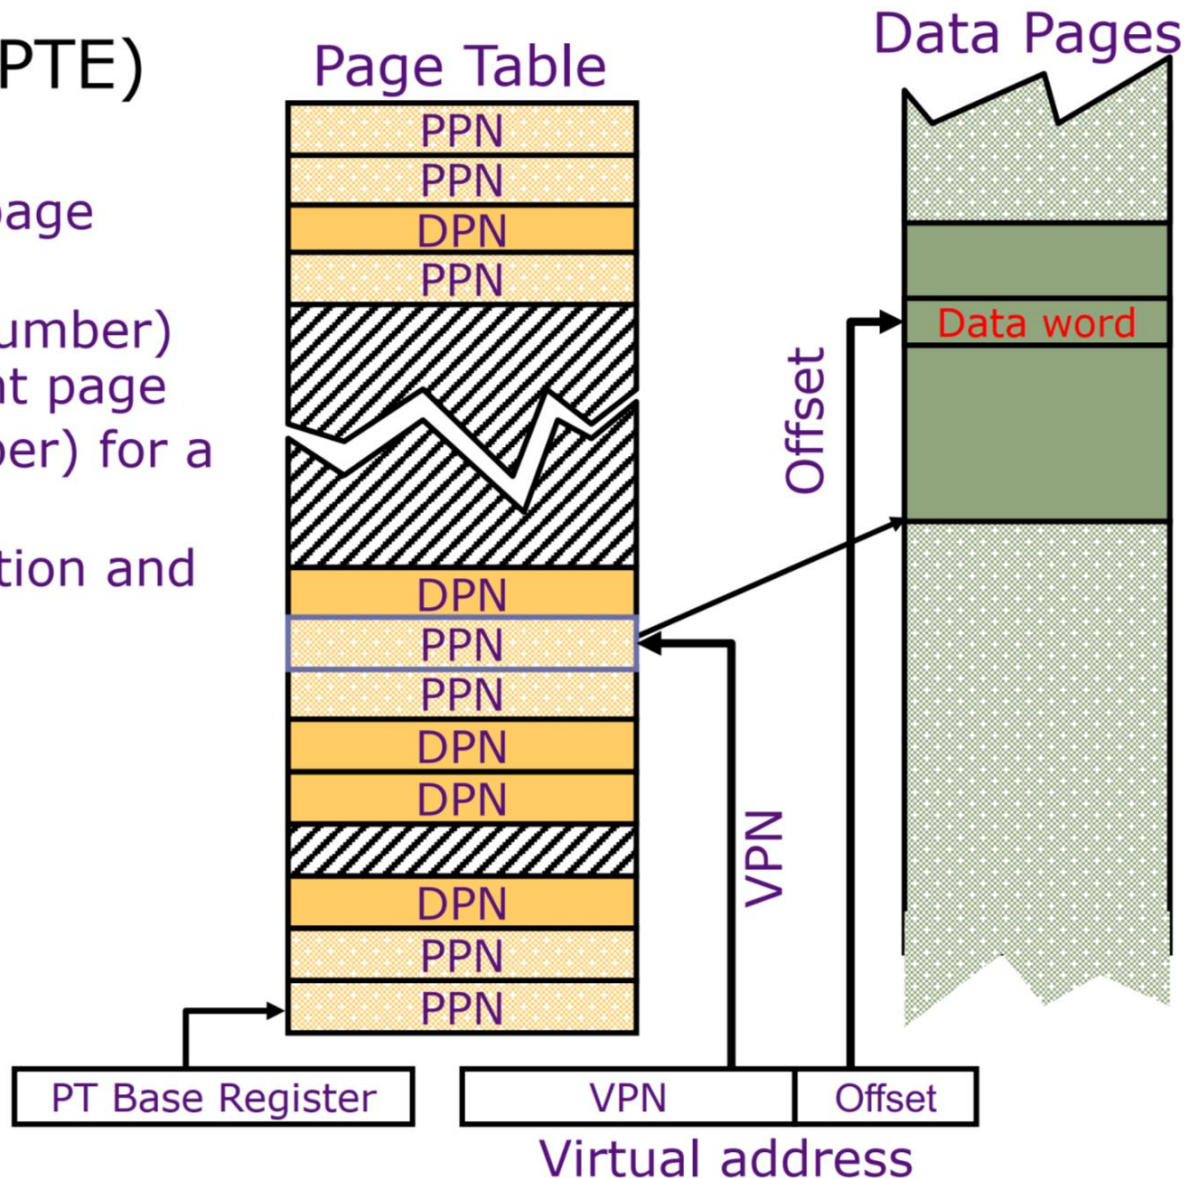 PTE)
page
umber)
nt page
ber) for a
tion and
Page Table
PPN
PPN
DPN
PPN
DPN
PPN
PPN
DPN
DPN
DPN
PPN
PPN
PT Base Register
VPN
Offset
VPN
Offset
Virtual address
Data Pages
Data word